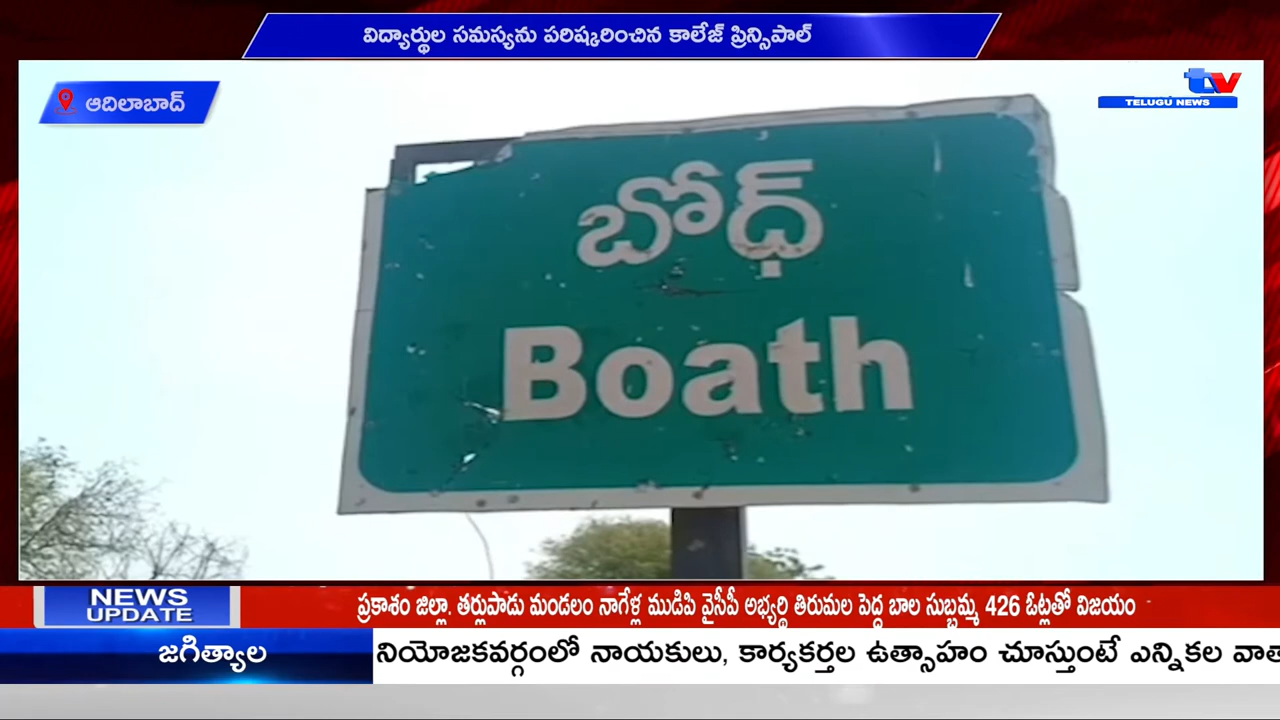 విద్యార్థుల సమస్యను పరిష్కరించిన కాలేజ్ ప్రిన్సిపాల్
ఆదిలాబాద్
tv
TELUGU NEWS
బోధ్
Boath
NEWS
UPDATE
ప్రకాశం జిల్లా. తర్లుపాడు మండలం నాగేళ్ల ముడిపి వైసీపీ అభ్యర్థి తిరుమల పెద్ద బాల సుబ్బమ్మ 426 ఓట్లతో విజయం
జగిత్యాల
నియోజకవర్గంలో నాయకులు, కార్యకర్తల ఉత్సాహం చూస్తుంటే ఎన్నికల